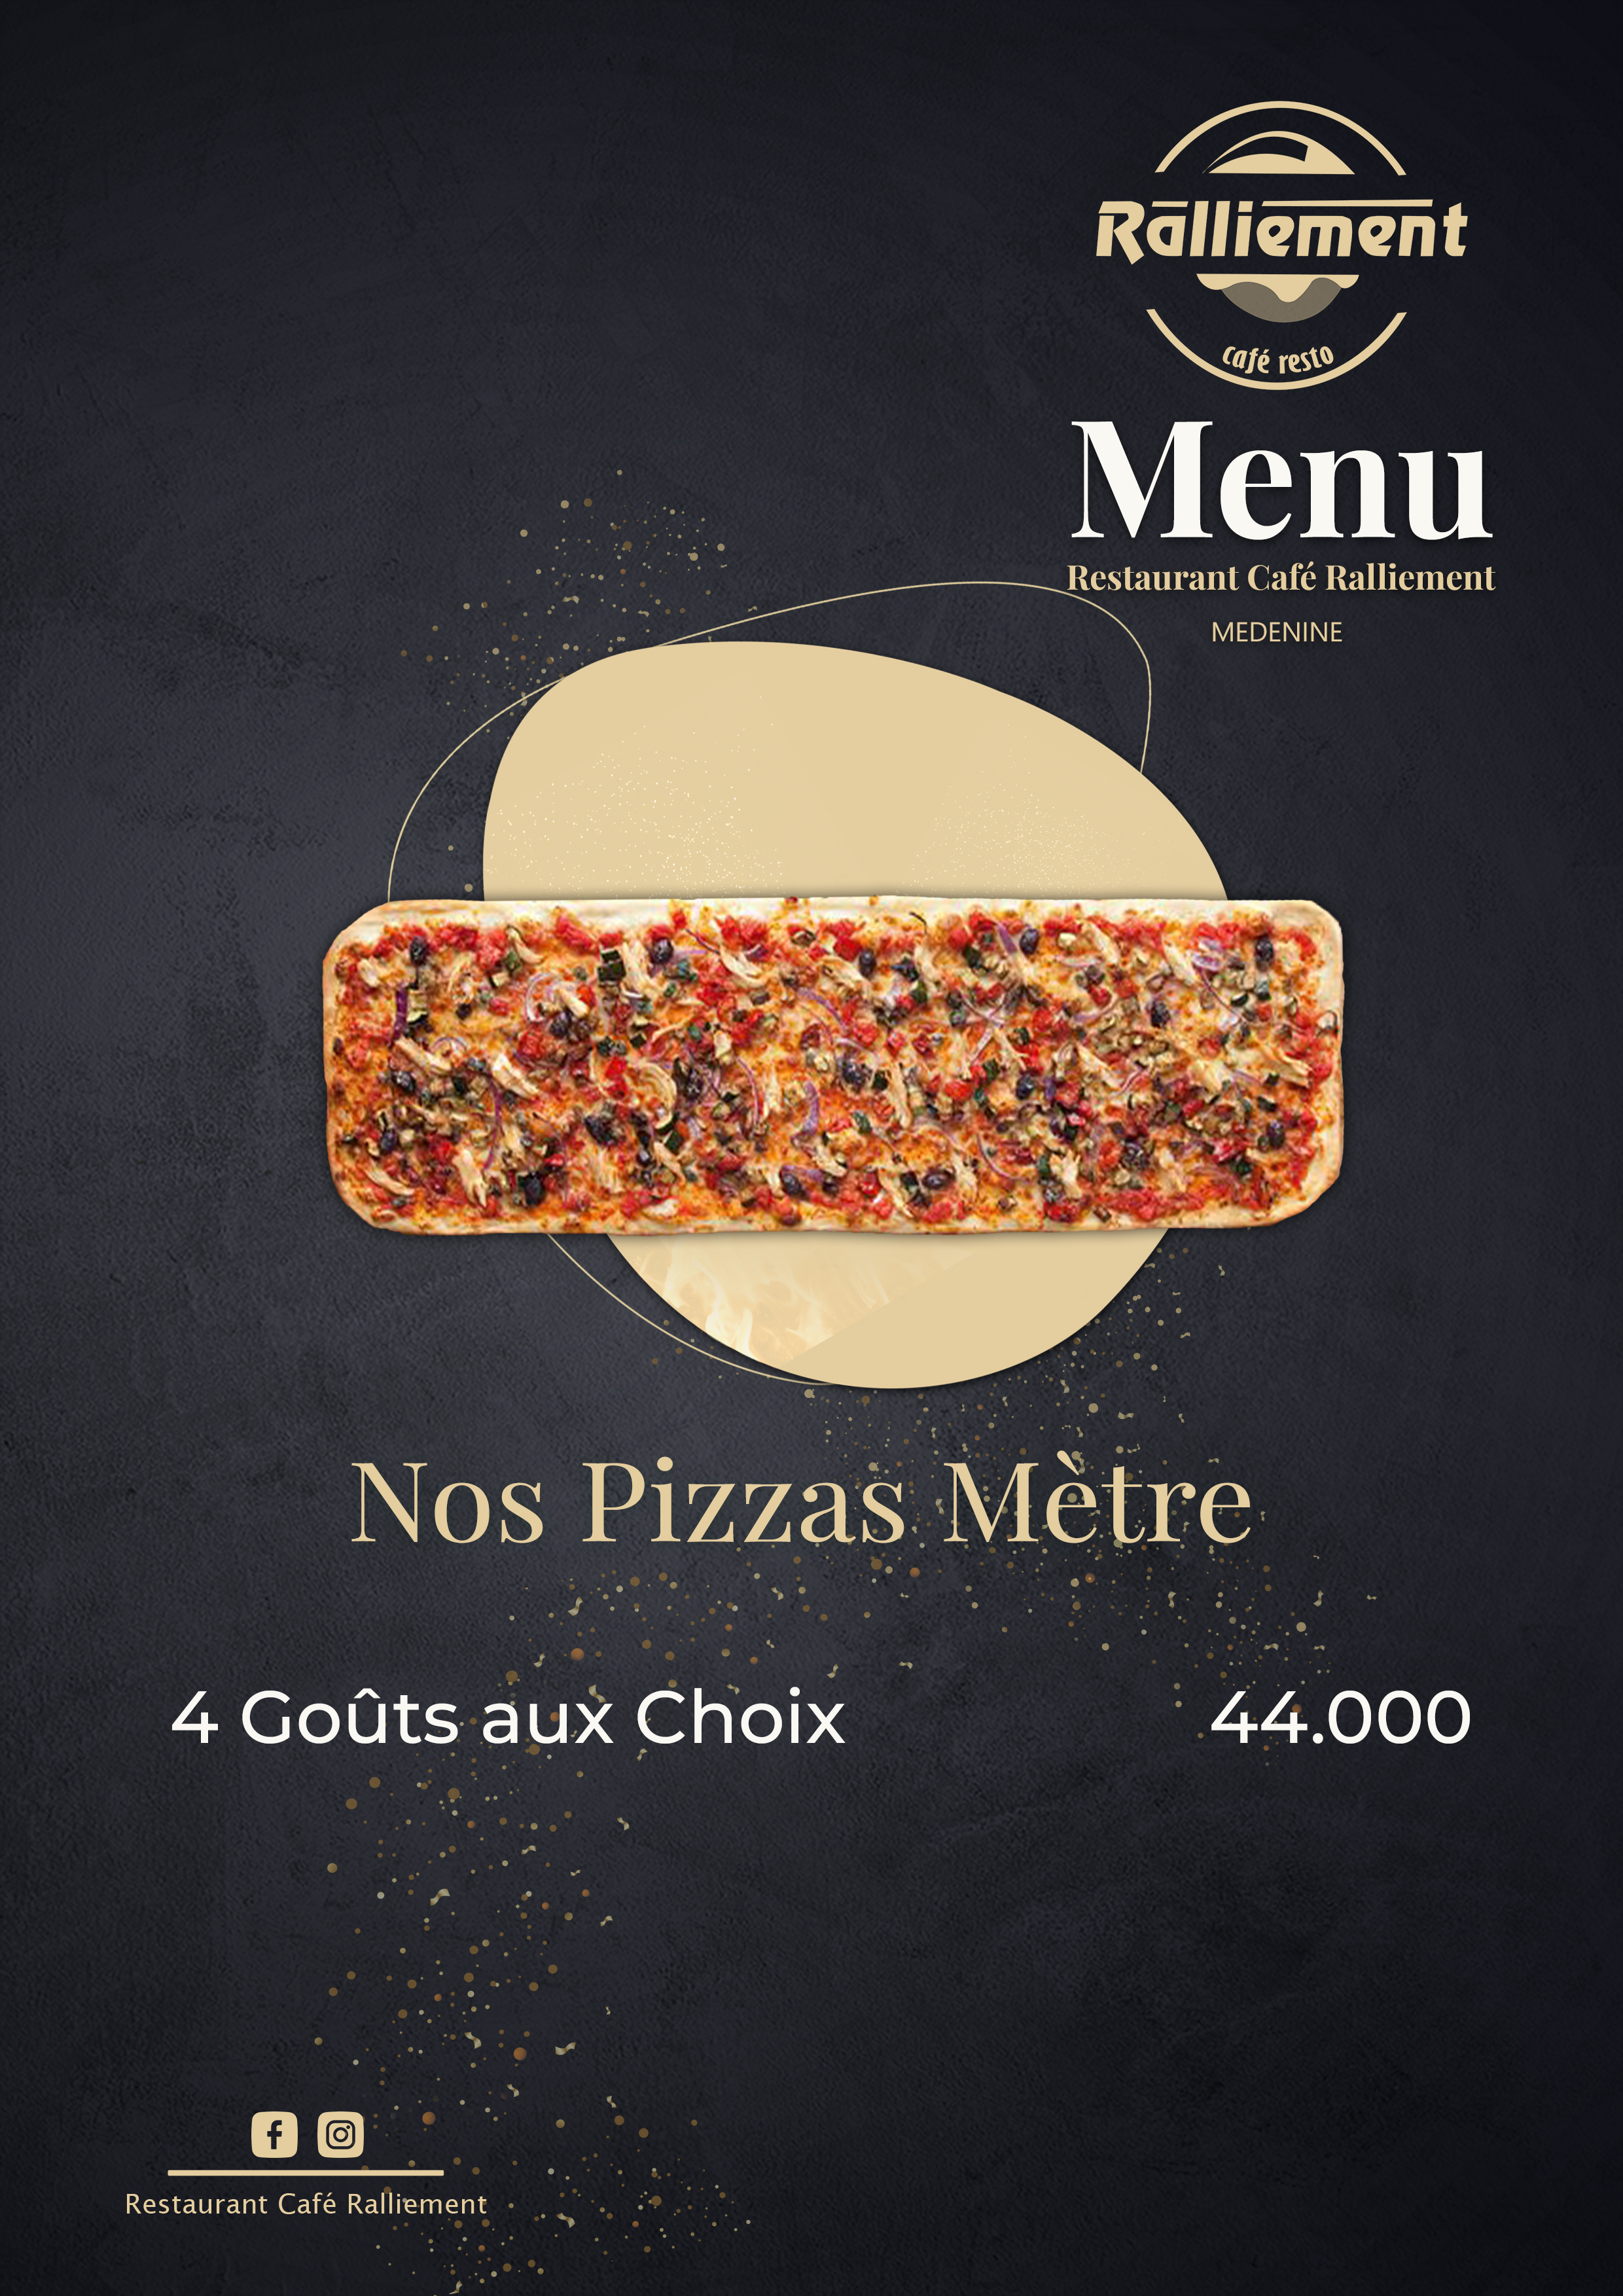 Ralliement
café resto
Menu
Restaurant Café Ralliement
MEDENINE
Nos Pizzas Mètre
4 Goûts aux Choix 44.000
Restaurant Café Ralliement